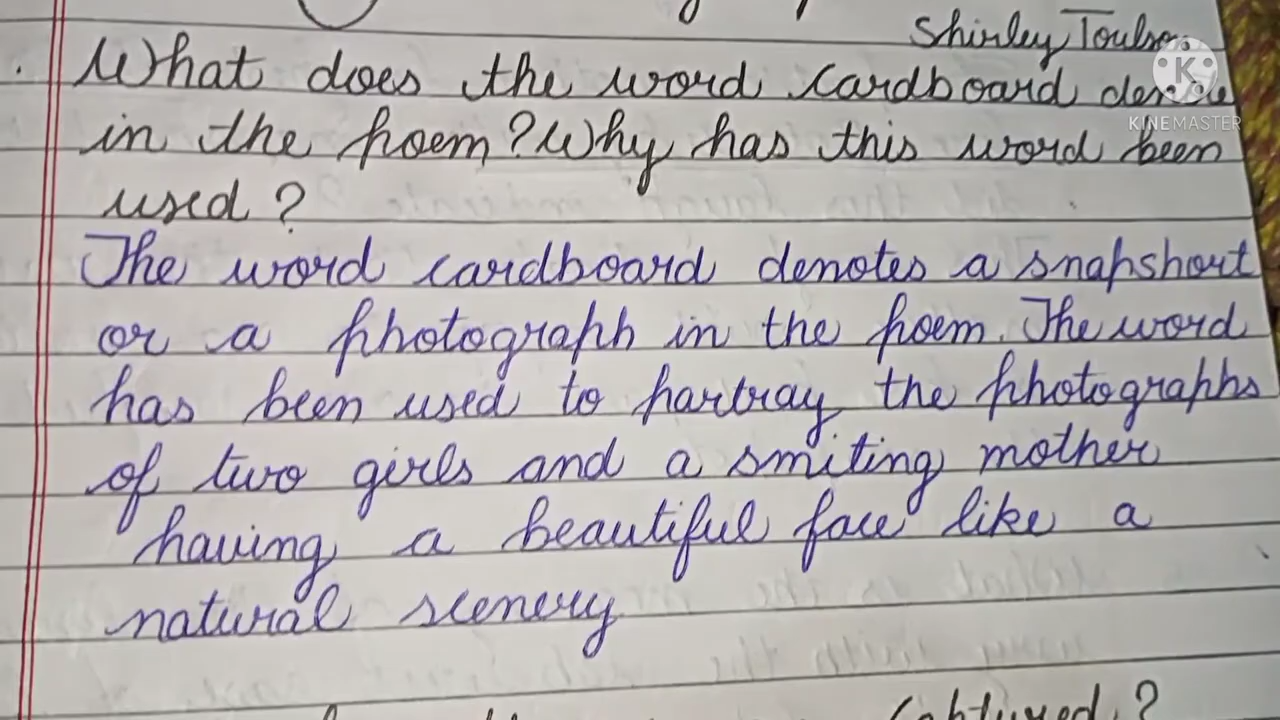 Shirley Toulson
What does the word cardboard denote
in the poem? Why has this word been
used?
The word cardboard denotes a snapshort
or a photograph in the poem. The word
has been used to partray the photographs
of two girls and a smiting mother
having a beautiful face like a
natural scenery
captured?
KINEMASTER